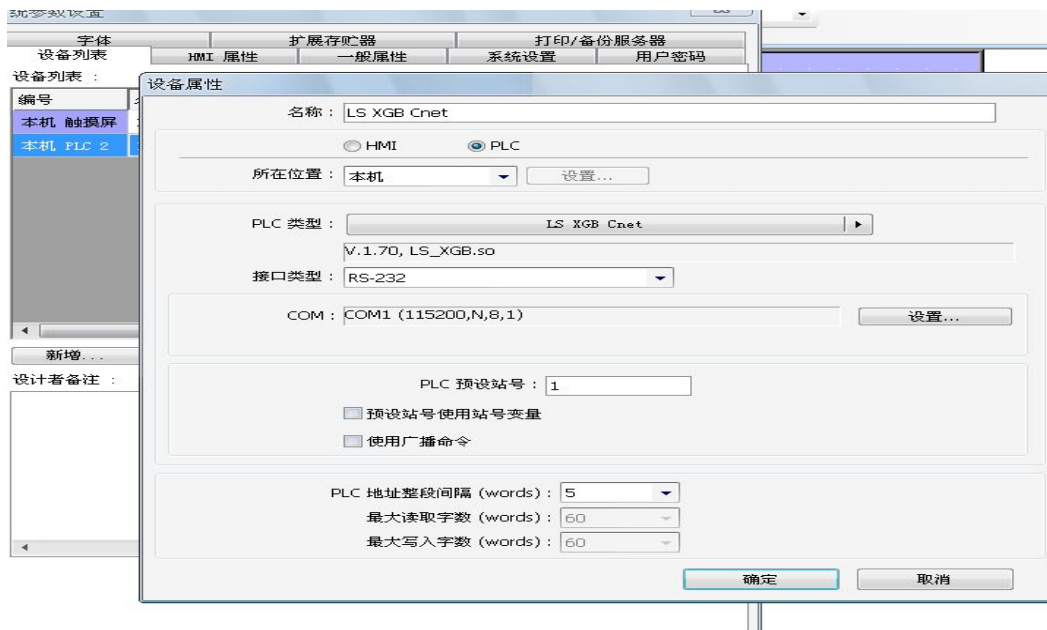 统参数设置
字体 扩展存贮器 打印/备份服务器
设备列表 HMI 属性 一般属性 系统设置 用户密码
设备列表 :
编号
本机 触摸屏
本机 PLC 2
新增...
设计者备注 :
设备属性
名称 : LS XGB Cnet
HMI PLC
所在位置 : 本机 设置...
PLC 类型 : LS XGB Cnet
V.1.70, LS_XGB.so
接口类型 : RS-232
COM : COM1 (115200,N,8,1) 设置...
PLC 预设站号 : 1
预设站号使用站号变量
使用广播命令
PLC 地址整段间隔 (words) : 5
最大读取字数 (words) : 60
最大写入字数 (words) : 60
确定 取消